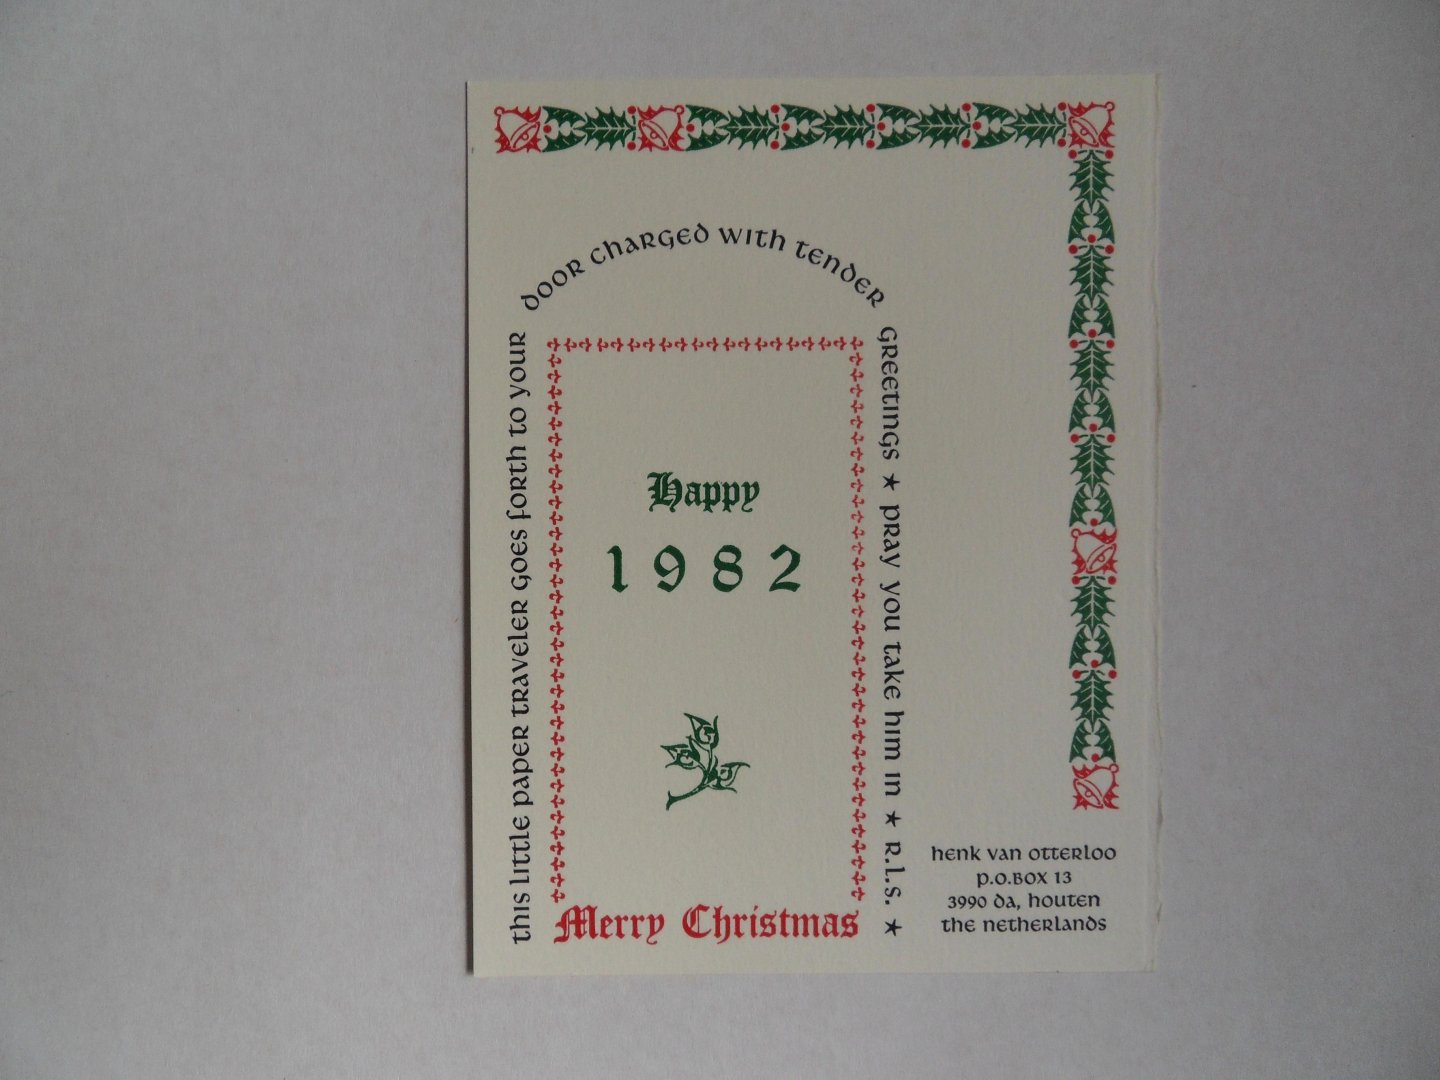 this little paper traveler goes forth to your
door charged with tender
greetings ★ pray you take him in ★ R.L.S. ★
Happy
1982
Merry Christmas
henk van otterloo
p.o.box 13
3990 da, houten
the netherlands